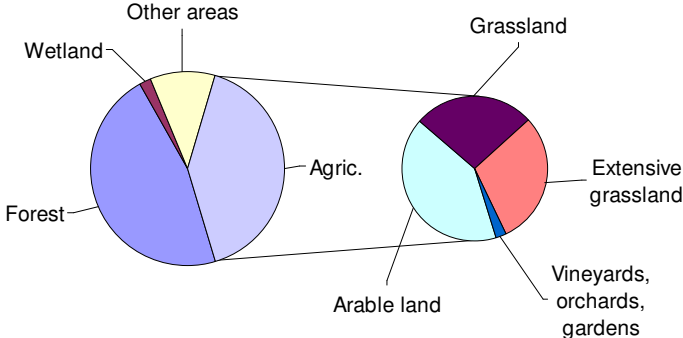 Other areas
Wetland
Grassland
Agric.
Extensive
grassland
Forest
Vineyards,
orchards,
gardens
Arable land